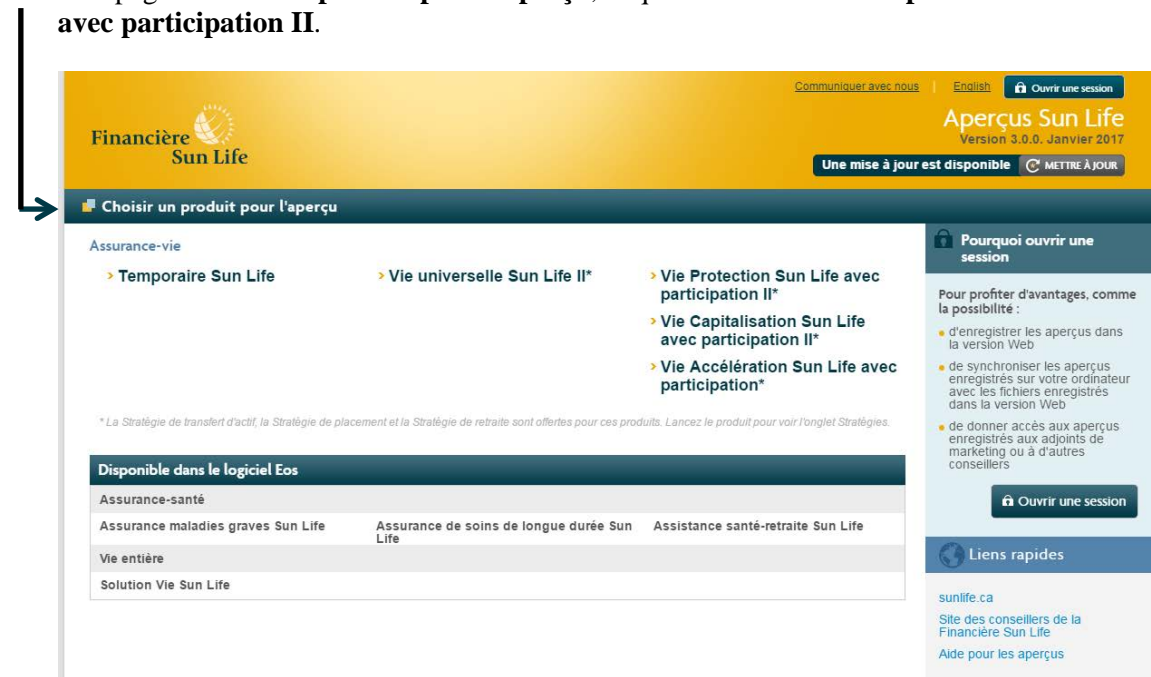 avec participation II.
Communiquer avec nous | English Ouvrir une session
Financière
Sun Life
Aperçus Sun Life
Version 3.0.0. Janvier 2017
Une mise à jour est disponible METTRE À JOUR
Choisir un produit pour l'aperçu
Assurance-vie
› Temporaire Sun Life
› Vie universelle Sun Life II*
› Vie Protection Sun Life avec
participation II*
› Vie Capitalisation Sun Life
avec participation II*
› Vie Accélération Sun Life avec
participation*
* La Stratégie de transfert d'actif, la Stratégie de placement et la Stratégie de retraite sont offertes pour ces produits. Lancez le produit pour voir l'onglet Stratégies.
Disponible dans le logiciel Eos
Assurance-santé
Assurance maladies graves Sun Life
Assurance de soins de longue durée Sun
Life
Assistance santé-retraite Sun Life
Vie entière
Solution Vie Sun Life
Pourquoi ouvrir une
session
Pour profiter d'avantages, comme
la possibilité :
• d'enregistrer les aperçus dans
la version Web
• de synchroniser les aperçus
enregistrés sur votre ordinateur
avec les fichiers enregistrés
dans la version Web
• de donner accès aux aperçus
enregistrés aux adjoints de
marketing ou à d'autres
conseillers
Ouvrir une session
Liens rapides
sunlife.ca
Site des conseillers de la
Financière Sun Life
Aide pour les aperçus